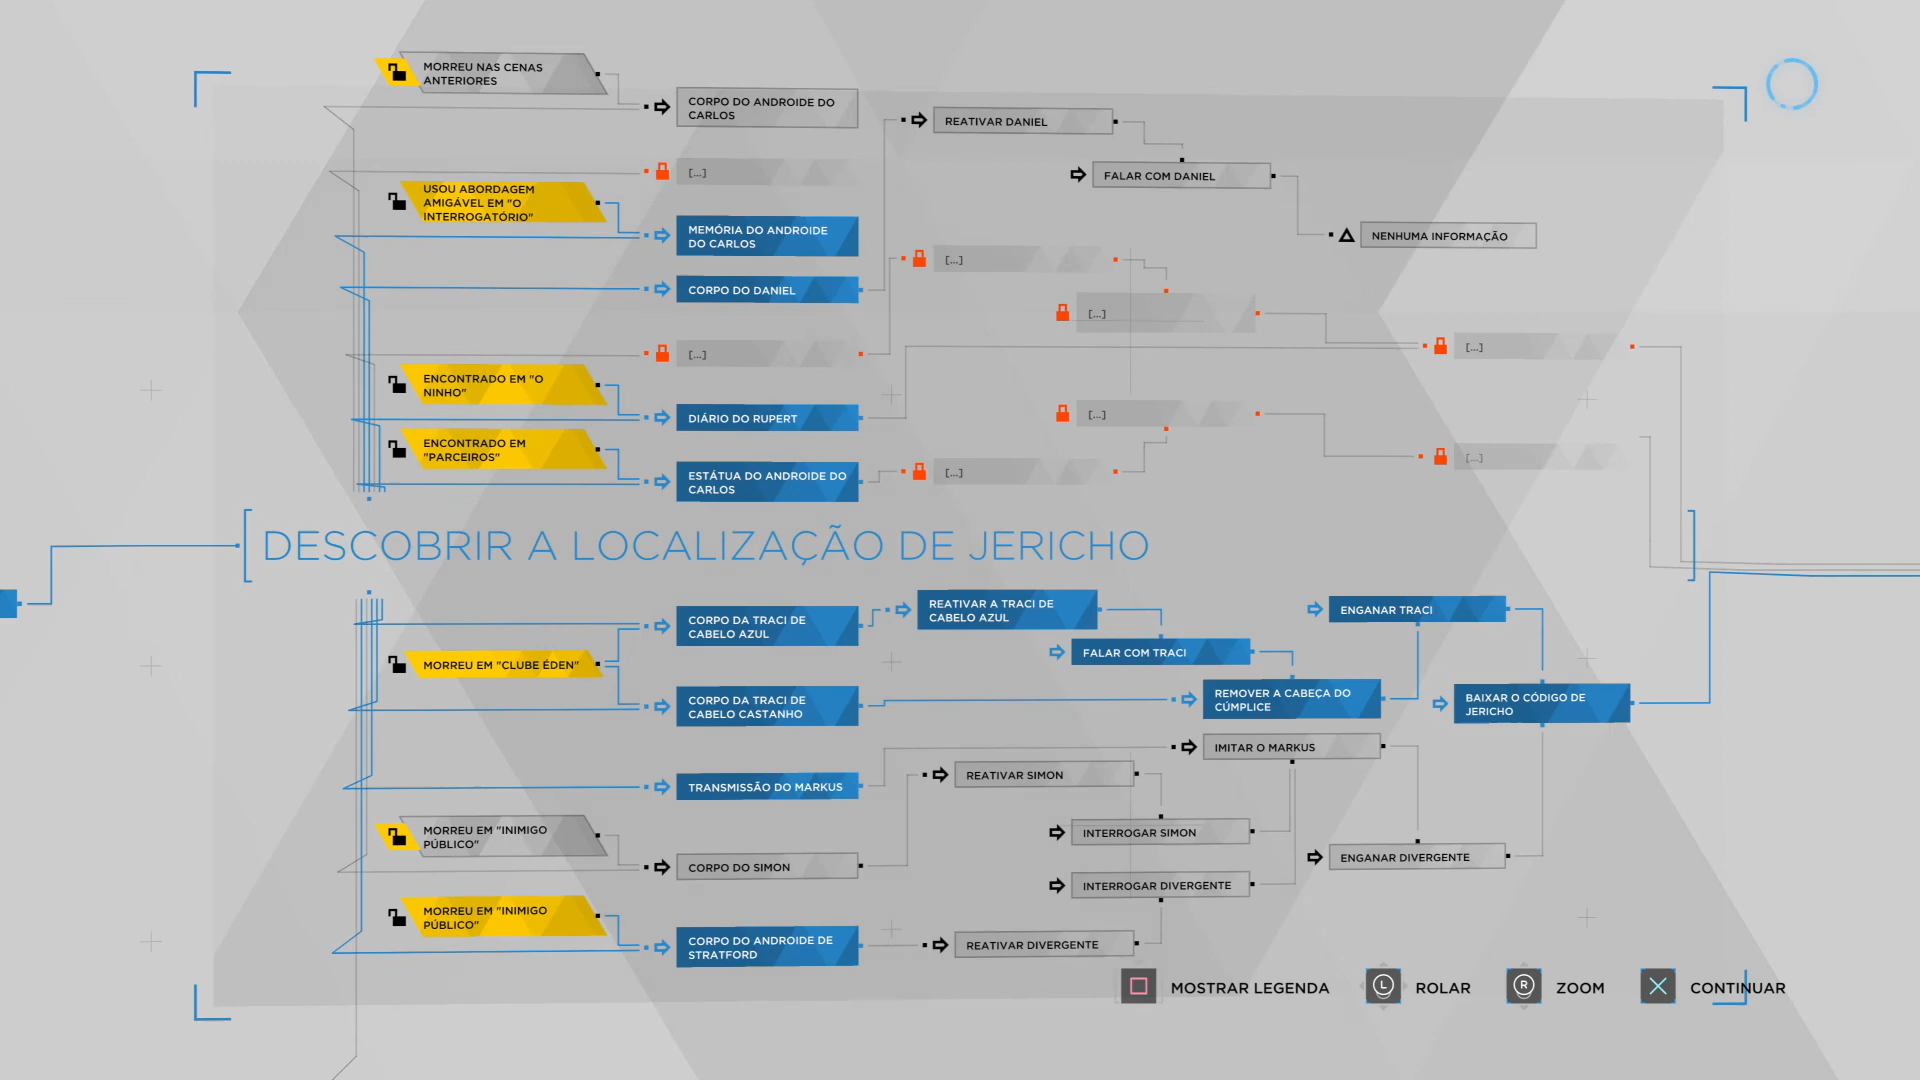 MORREU NAS CENAS
ANTERIORES
CORPO DO ANDROIDE DO
CARLOS
REATIVAR DANIEL
[...]
FALAR COM DANIEL
USOU ABORDAGEM
AMIGÁVEL EM "O
INTERROGATÓRIO"
MEMÓRIA DO ANDROIDE
DO CARLOS
NENHUMA INFORMAÇÃO
[...]
CORPO DO DANIEL
[...]
[...]
[...]
ENCONTRADO EM "O
NINHO"
DIÁRIO DO RUPERT
[...]
ENCONTRADO EM
"PARCEIROS"
ESTÁTUA DO ANDROIDE DO
CARLOS
[...]
[...]
DESCOBRIR A LOCALIZAÇÃO DE JERICHO
CORPO DA TRACI DE
CABELO AZUL
REATIVAR A TRACI DE
CABELO AZUL
ENGANAR TRACI
FALAR COM TRACI
MORREU EM "CLUBE ÉDEN"
CORPO DA TRACI DE
CABELO CASTANHO
REMOVER A CABEÇA DO
CÚMPLICE
BAIXAR O CÓDIGO DE
JERICHO
IMITAR O MARKUS
TRANSMISSÃO DO MARKUS
REATIVAR SIMON
MORREU EM "INIMIGO
PÚBLICO"
INTERROGAR SIMON
CORPO DO SIMON
ENGANAR DIVERGENTE
INTERROGAR DIVERGENTE
MORREU EM "INIMIGO
PÚBLICO"
CORPO DO ANDROIDE DE
STRATFORD
REATIVAR DIVERGENTE
MOSTRAR LEGENDA
L
ROLAR
R
ZOOM
CONTINUAR